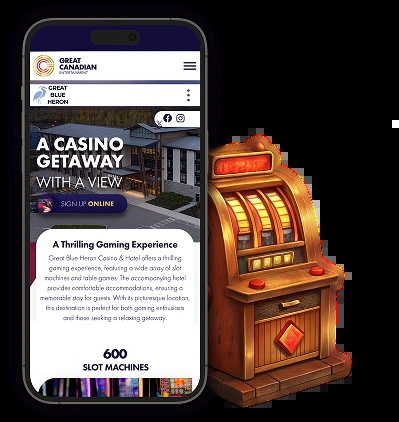 GREAT
CANADIAN
ENTERTAINMENT
GREAT
BLUE
HERON
A CASINO
GETAWAY
WITH A VIEW
SIGN UP ONLINE
A Thrilling Gaming Experience
Great Blue Heron Casino & Hotel offers a thrilling
gaming experience, featuring a wide array of slot
machines and table games. The accompanying hotel
provides comfortable accommodations, ensuring a
memorable stay for guests. With its picturesque location,
this destination is perfect for both gaming enthusiasts
and those seeking a relaxing getaway.
600
SLOT MACHINES